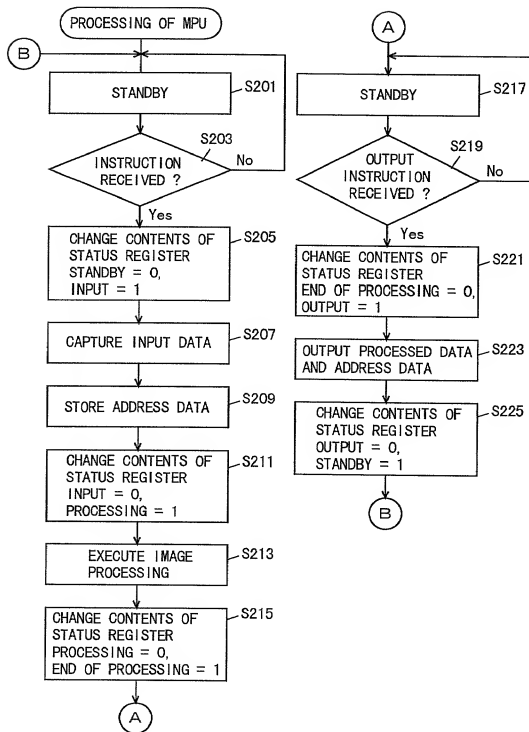 PROCESSING OF MPU
B
STANDBY
S201
INSTRUCTION
RECEIVED ?
S203
No
Yes
CHANGE CONTENTS OF
STATUS REGISTER
STANDBY = 0,
INPUT = 1
S205
CAPTURE INPUT DATA
S207
STORE ADDRESS DATA
S209
CHANGE CONTENTS OF
STATUS REGISTER
INPUT = 0,
PROCESSING = 1
S211
EXECUTE IMAGE
PROCESSING
S213
CHANGE CONTENTS OF
STATUS REGISTER
PROCESSING = 0,
END OF PROCESSING = 1
S215
A
A
STANDBY
S217
OUTPUT
INSTRUCTION
RECEIVED ?
S219
No
Yes
CHANGE CONTENTS OF
STATUS REGISTER
END OF PROCESSING = 0,
OUTPUT = 1
S221
OUTPUT PROCESSED DATA
AND ADDRESS DATA
S223
CHANGE CONTENTS OF
STATUS REGISTER
OUTPUT = 0,
STANDBY = 1
S225
B